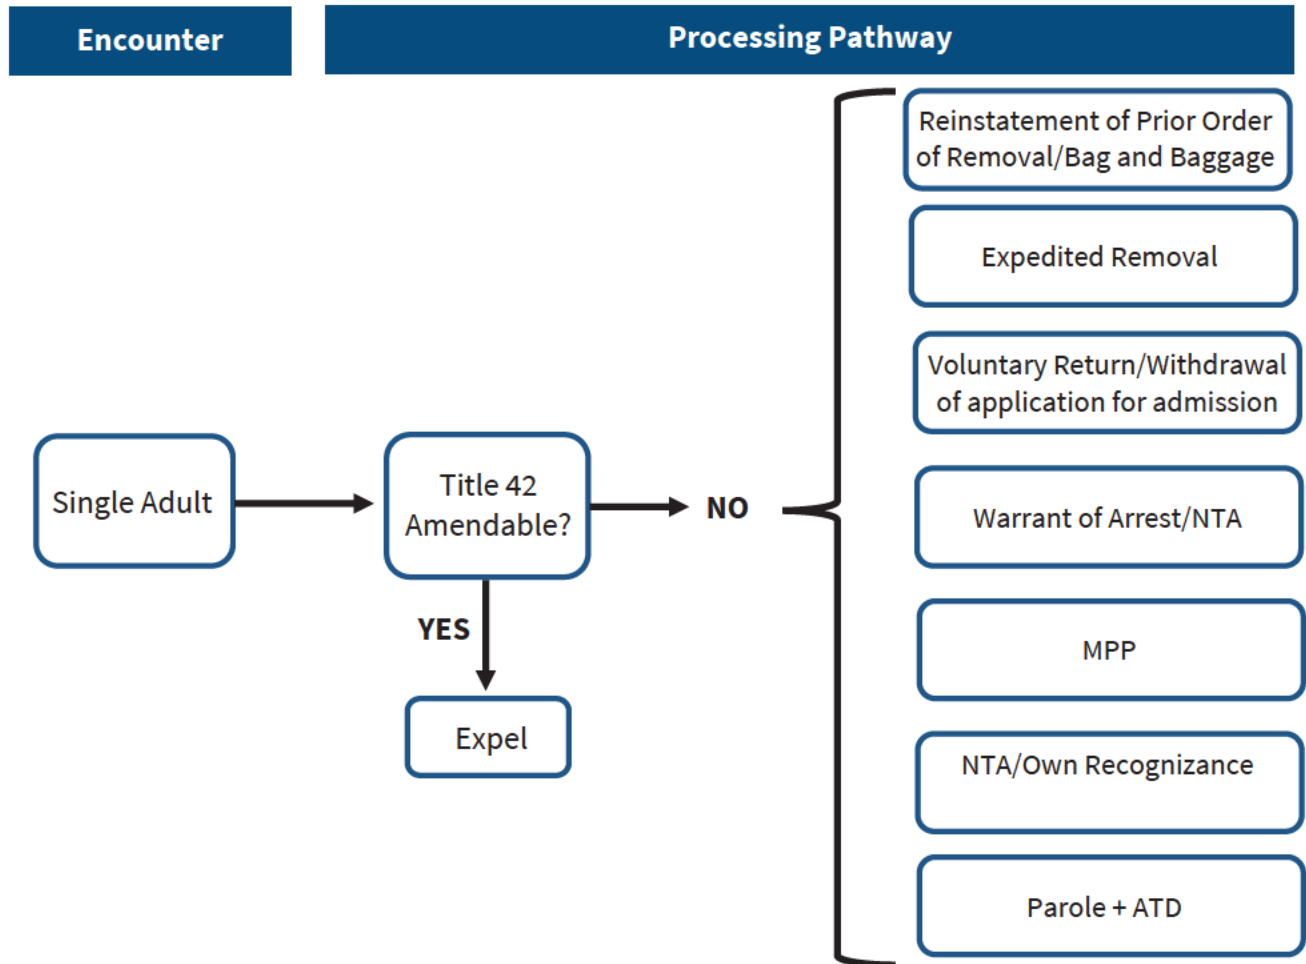 Encounter
Processing Pathway
Single Adult
Title 42
Amendable?
YES
Expel
NO
Reinstatement of Prior Order
of Removal/Bag and Baggage
Expedited Removal
Voluntary Return/Withdrawal
of application for admission
Warrant of Arrest/NTA
MPP
NTA/Own Recognizance
Parole + ATD